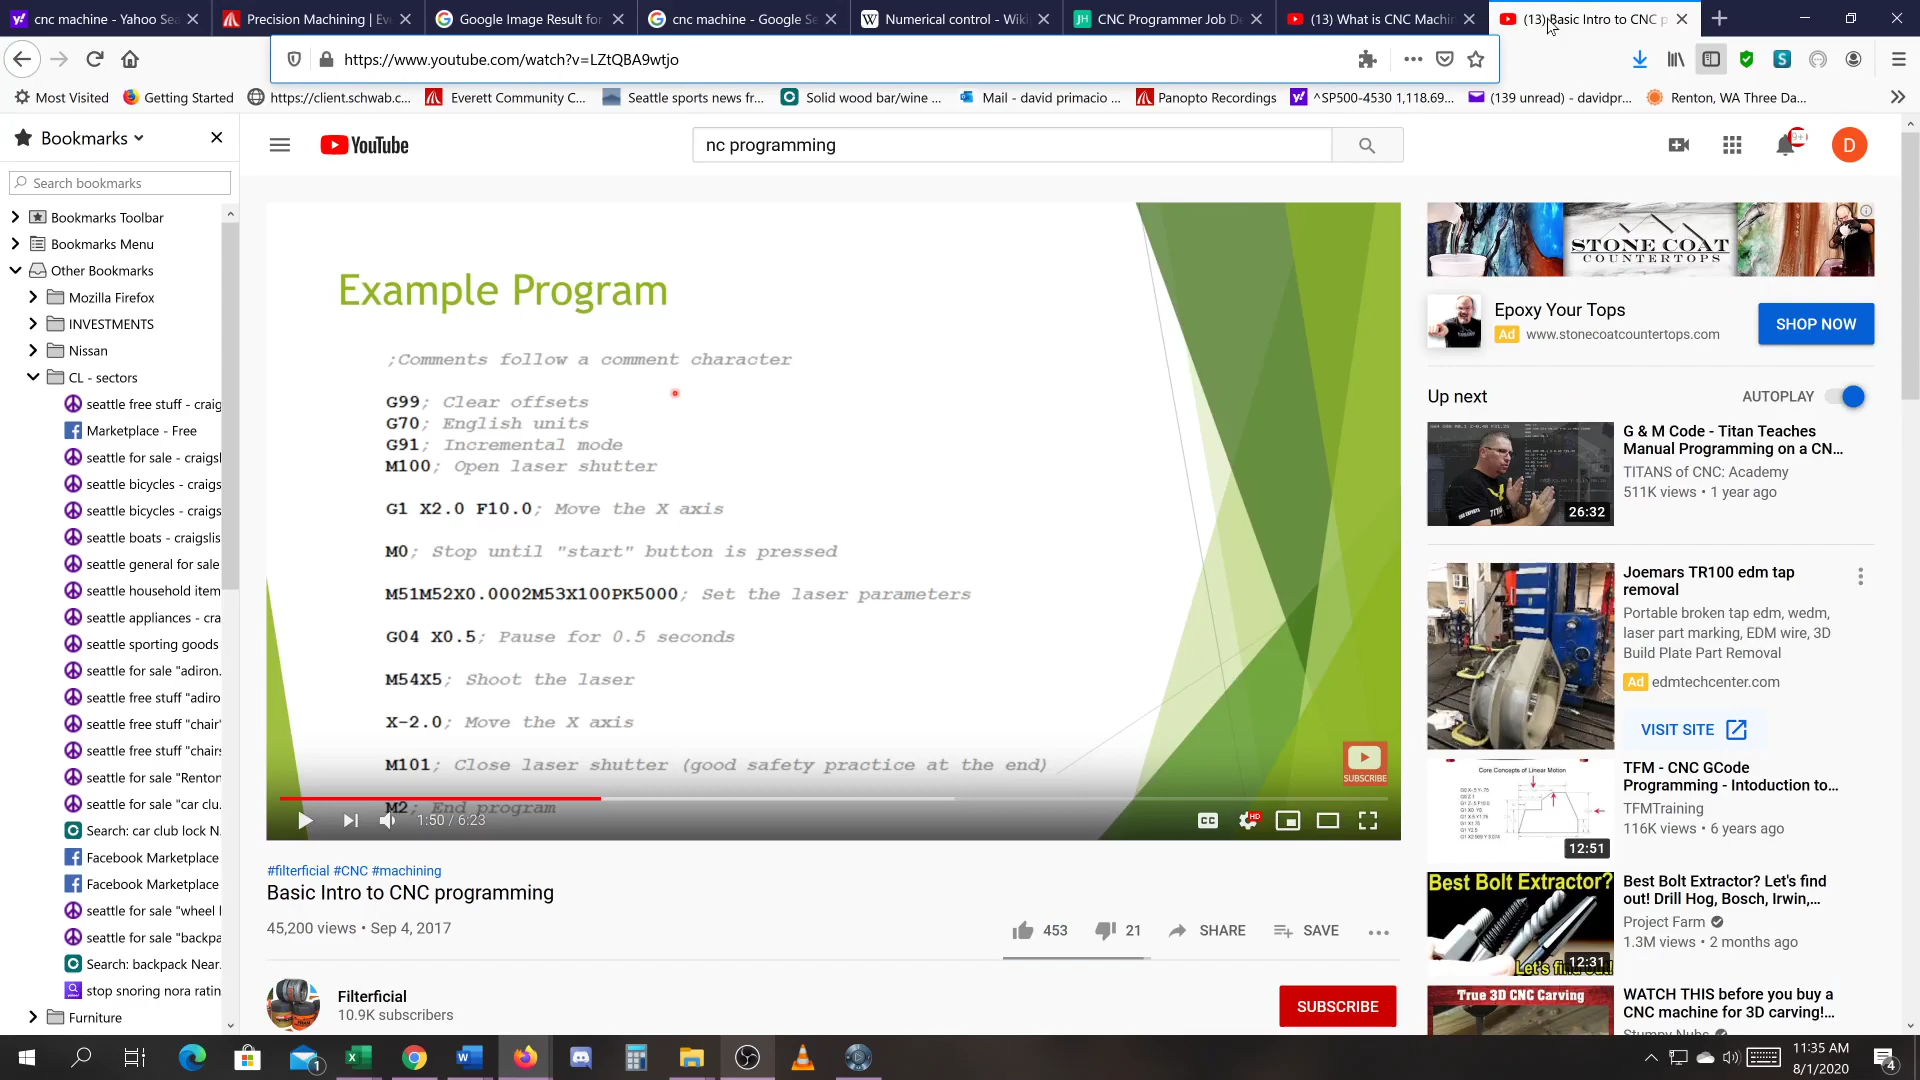 cnc machine - Yahoo Sea
Precision Machining | Eve
Google Image Result for
cnc machine - Google Se
Numerical control - Wiki
CNC Programmer Job De
(13) What is CNC Machin
(13) Basic Intro to CNC p
https://www.youtube.com/watch?v=LZtQBA9wtjo
Most Visited
Getting Started
https://client.schwab.c...
Everett Community C...
Seattle sports news fr...
Solid wood bar/wine ...
Mail - david primacio ...
Panopto Recordings
^SP500-4530 1,118.69...
(139 unread) - davidpr...
Renton, WA Three Da...
Bookmarks
YouTube
nc programming
9+
D
Search bookmarks
Bookmarks Toolbar
Bookmarks Menu
Other Bookmarks
Mozilla Firefox
INVESTMENTS
Nissan
CL - sectors
seattle free stuff - craig
Marketplace - Free
seattle for sale - craigsl
seattle bicycles - craigs
seattle bicycles - craigs
seattle boats - craigslis
seattle general for sale
seattle household item
seattle appliances - cra
seattle sporting goods
seattle for sale "adiron.
seattle free stuff "adiro
seattle free stuff "chair"
seattle free stuff "chairs
seattle for sale "Renton
seattle for sale "car clu.
Search: car club lock N.
Facebook Marketplace
Facebook Marketplace
seattle for sale "wheel l
seattle for sale "backpa
Search: backpack Near.
stop snoring nora ratin
Furniture
Example Program
;Comments follow a comment character
G99; Clear offsets
G70; English units
G91; Incremental mode
M100; Open laser shutter
G1 X2.0 F10.0; Move the X axis
M0; Stop until "start" button is pressed
M51M52X0.0002M53X100PK5000; Set the laser parameters
G04 X0.5; Pause for 0.5 seconds
M54X5; Shoot the laser
X-2.0; Move the X axis
M101; Close laser shutter (good safety practice at the end)
M2; End program
SUBSCRIBE
1:50 / 6:23
CC
HD
#filterficial #CNC #machining
Basic Intro to CNC programming
45,200 views • Sep 4, 2017
453
21
SHARE
SAVE
Filterficial
10.9K subscribers
SUBSCRIBE
STONE COAT
COUNTERTOPS
Epoxy Your Tops
Ad www.stonecoatcountertops.com
SHOP NOW
Up next
AUTOPLAY
26:32
G & M Code - Titan Teaches
Manual Programming on a CN...
TITANS of CNC: Academy
511K views • 1 year ago
Joemars TR100 edm tap
removal
Portable broken tap edm, wedm,
laser part marking, EDM wire, 3D
Build Plate Part Removal
Ad edmtechcenter.com
VISIT SITE
Core Concepts of Linear Motion
12:51
TFM - CNC GCode
Programming - Intoduction to...
TFMTraining
116K views • 6 years ago
Best Bolt Extractor?
Let's find out!
12:31
Best Bolt Extractor? Let's find
out! Drill Hog, Bosch, Irwin,...
Project Farm
1.3M views • 2 months ago
True 3D CNC Carving
WATCH THIS before you buy a
CNC machine for 3D carving!...
Stumpy Nubs
1
11:35 AM
8/1/2020
4